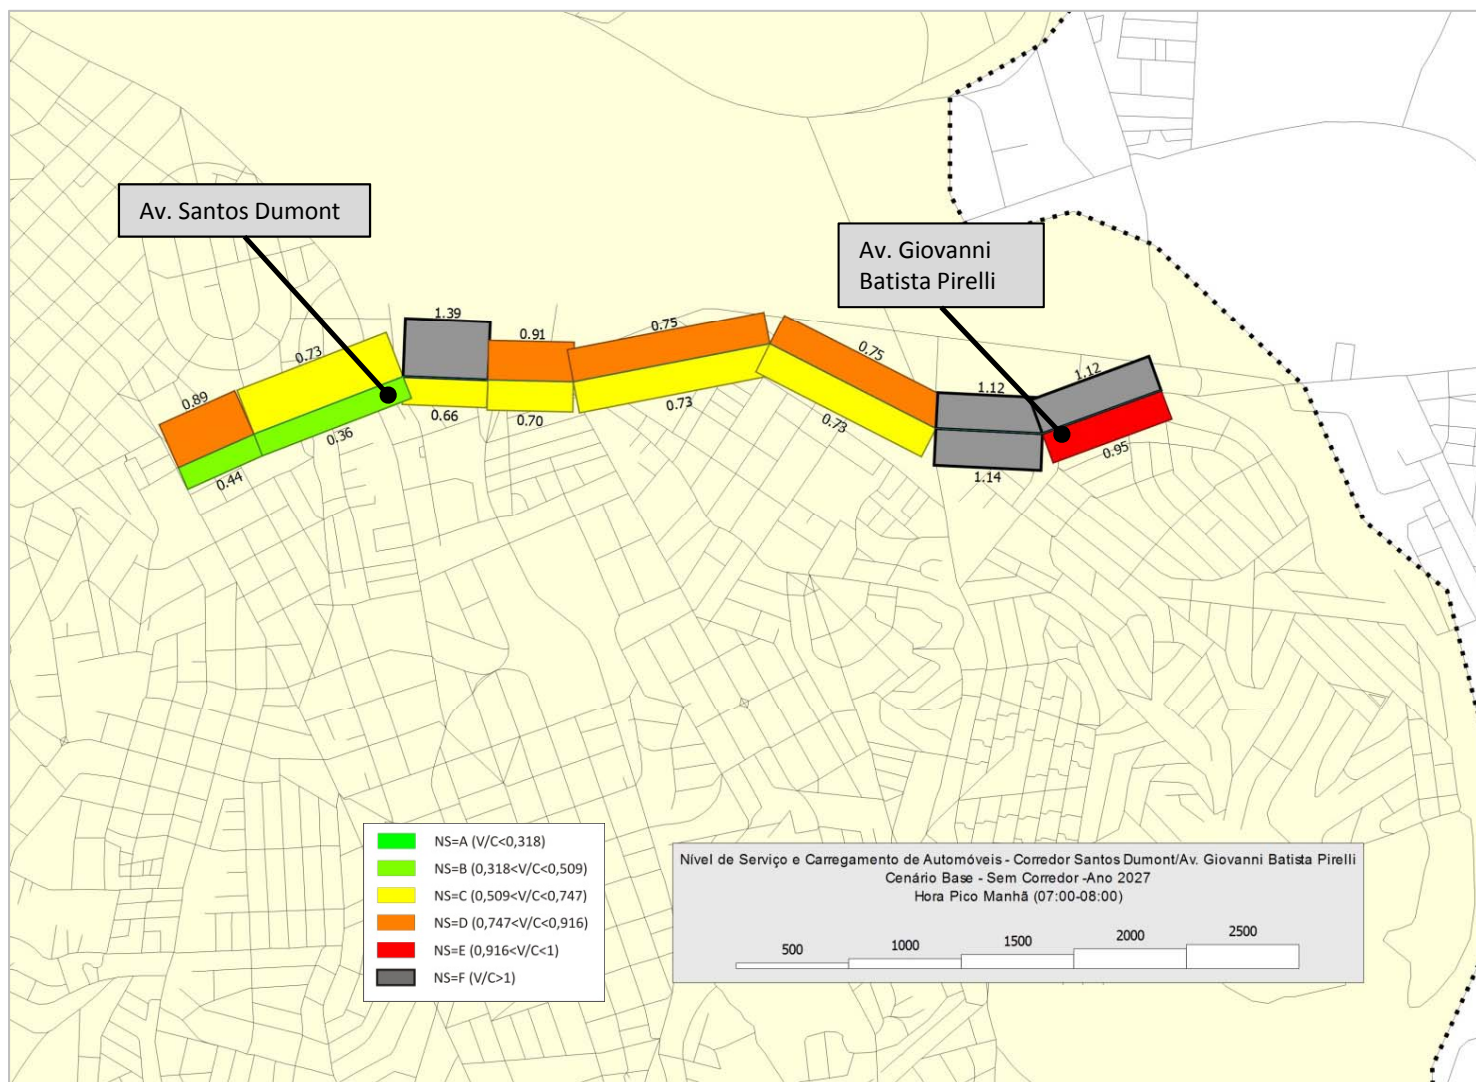 Av. Santos Dumont
Av. Giovanni
Batista Pirelli
0.89
0.73
1.39
0.91
0.75
0.75
1.12
1.12
0.44
0.36
0.66
0.70
0.73
0.73
1.14
0.95
NS=A (V/C<0,318)
NS=B (0,318<V/C<0,509)
NS=C (0,509<V/C<0,747)
NS=D (0,747<V/C<0,916)
NS=E (0,916<V/C<1)
NS=F (V/C>1)
Nível de Serviço e Carregamento de Automóveis - Corredor Santos Dumont/Av. Giovanni Batista Pirelli
Cenário Base - Sem Corredor -Ano 2027
Hora Pico Manhã (07:00-08:00)
500 1000 1500 2000 2500